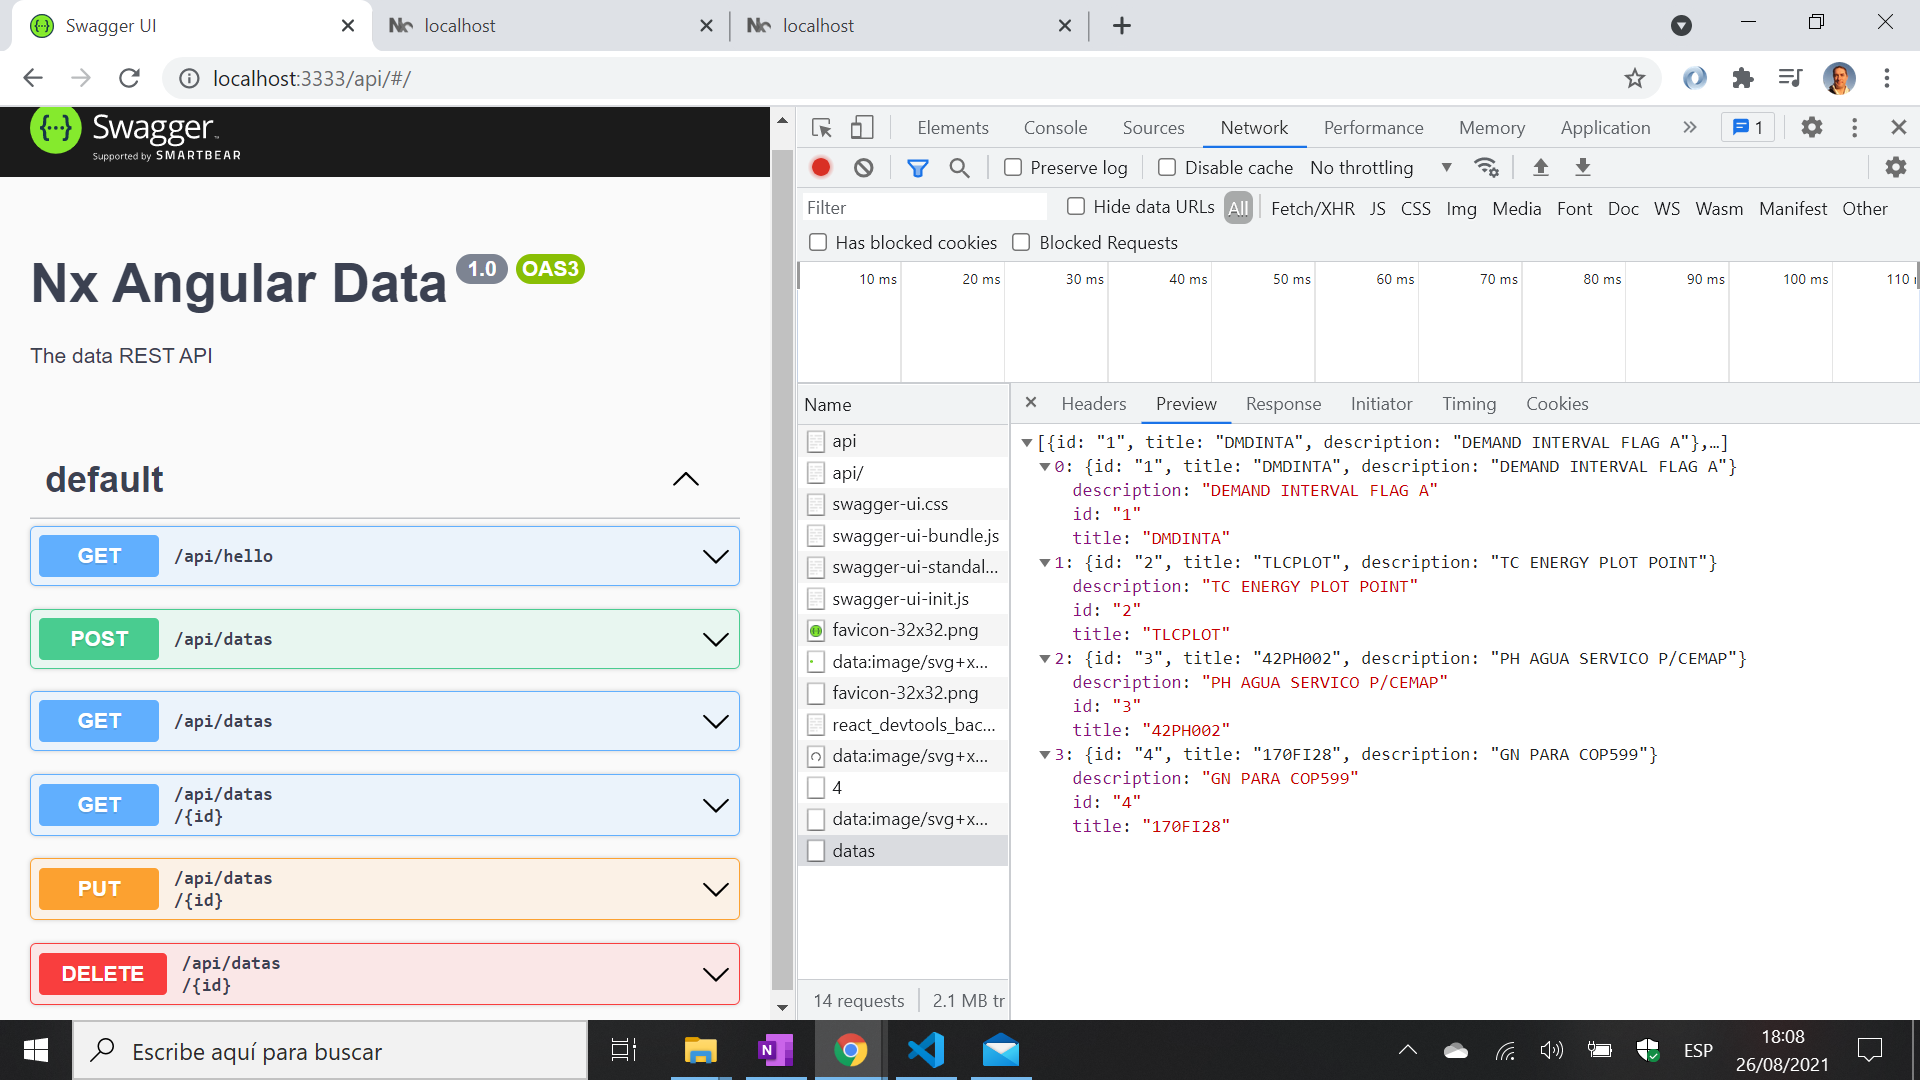 Swagger UI
localhost
localhost
localhost:3333/api/#/
Swagger
Supported by SMARTBEAR
Nx Angular Data 1.0 OAS3
The data REST API
default
GET /api/hello
POST /api/datas
GET /api/datas
GET /api/datas
/{id}
PUT /api/datas
/{id}
DELETE /api/datas
/{id}
Elements Console Sources Network Performance Memory Application 1
Preserve log Disable cache No throttling
Filter Hide data URLs All Fetch/XHR JS CSS Img Media Font Doc WS Wasm Manifest Other
Has blocked cookies Blocked Requests
10 ms 20 ms 30 ms 40 ms 50 ms 60 ms 70 ms 80 ms 90 ms 100 ms 110
Name
api
api/
swagger-ui.css
swagger-ui-bundle.js
swagger-ui-standal...
swagger-ui-init.js
favicon-32x32.png
data:image/svg+x...
favicon-32x32.png
react_devtools_bac...
data:image/svg+x...
4
data:image/svg+x...
datas
14 requests 2.1 MB tr
Headers Preview Response Initiator Timing Cookies
[{id: "1", title: "DMDINTA", description: "DEMAND INTERVAL FLAG A"},…]
0: {id: "1", title: "DMDINTA", description: "DEMAND INTERVAL FLAG A"}
description: "DEMAND INTERVAL FLAG A"
id: "1"
title: "DMDINTA"
1: {id: "2", title: "TLCPLOT", description: "TC ENERGY PLOT POINT"}
description: "TC ENERGY PLOT POINT"
id: "2"
title: "TLCPLOT"
2: {id: "3", title: "42PH002", description: "PH AGUA SERVICO P/CEMAP"}
description: "PH AGUA SERVICO P/CEMAP"
id: "3"
title: "42PH002"
3: {id: "4", title: "170FI28", description: "GN PARA COP599"}
description: "GN PARA COP599"
id: "4"
title: "170FI28"
Escribe aquí para buscar
ESP
18:08
26/08/2021